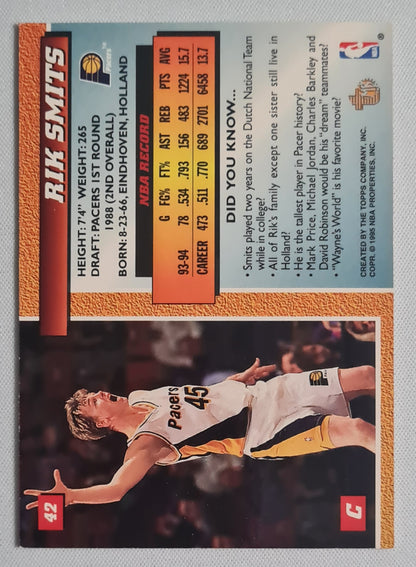 42
RIK SMITS
HEIGHT: 7'4" WEIGHT: 265
DRAFT: PACERS 1ST ROUND
1988 (2ND OVERALL)
BORN: 8-23-66, EINDHOVEN, HOLLAND
PACERS
NBA RECORD
G FG% FT% AST REB PTS AVG
93-94 78 .534 .793 156 483 1224 15.7
CAREER 473 .511 .770 689 2701 6458 13.7
DID YOU KNOW...
• Smits played two years on the Dutch National Team
while in college?
• All of Rik's family except one sister still live in
Holland?
• He is the tallest player in Pacer history?
• Mark Price, Michael Jordan, Charles Barkley and
David Robinson would be his "dream" teammates?
• "Wayne's World" is his favorite movie?
CREATED BY THE TOPPS COMPANY, INC.
COPR. © 1995 NBA PROPERTIES, INC.
NBA
®
Pacers
45
C